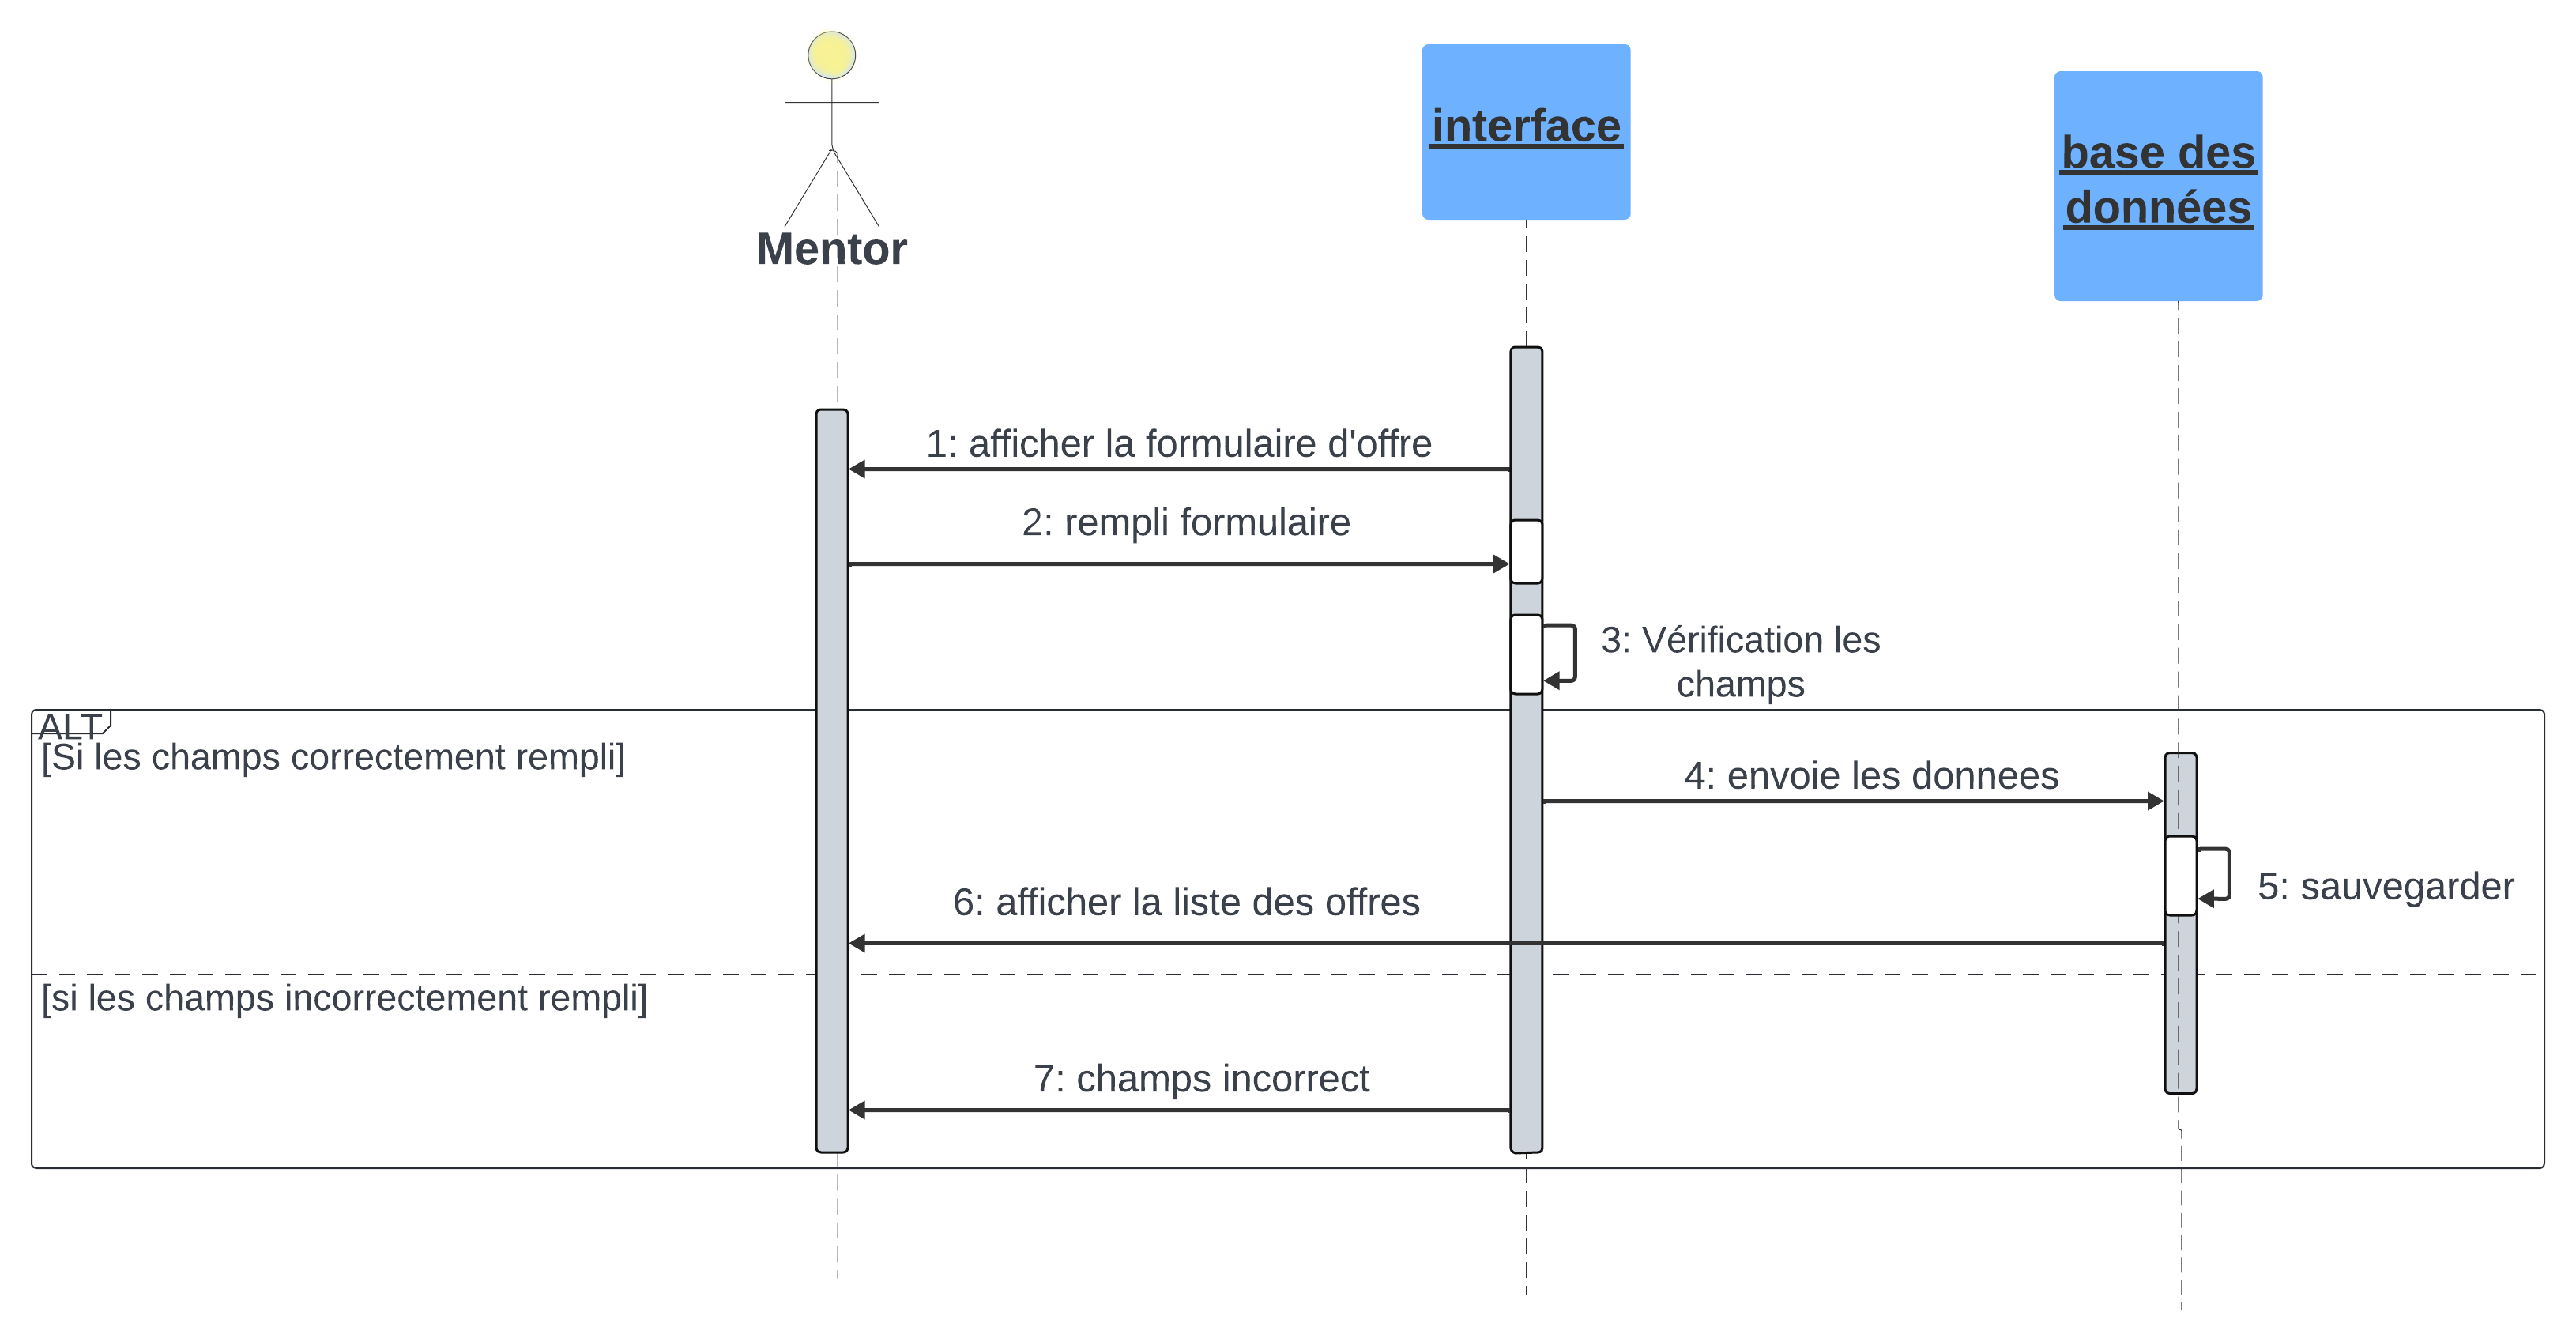 interface
base des
données
Mentor
1: afficher la formulaire d'offre
2: rempli formulaire
3: Vérification les
champs
ALT
[Si les champs correctement rempli]
4: envoie les donnees
5: sauvegarder
6: afficher la liste des offres
[si les champs incorrectement rempli]
7: champs incorrect